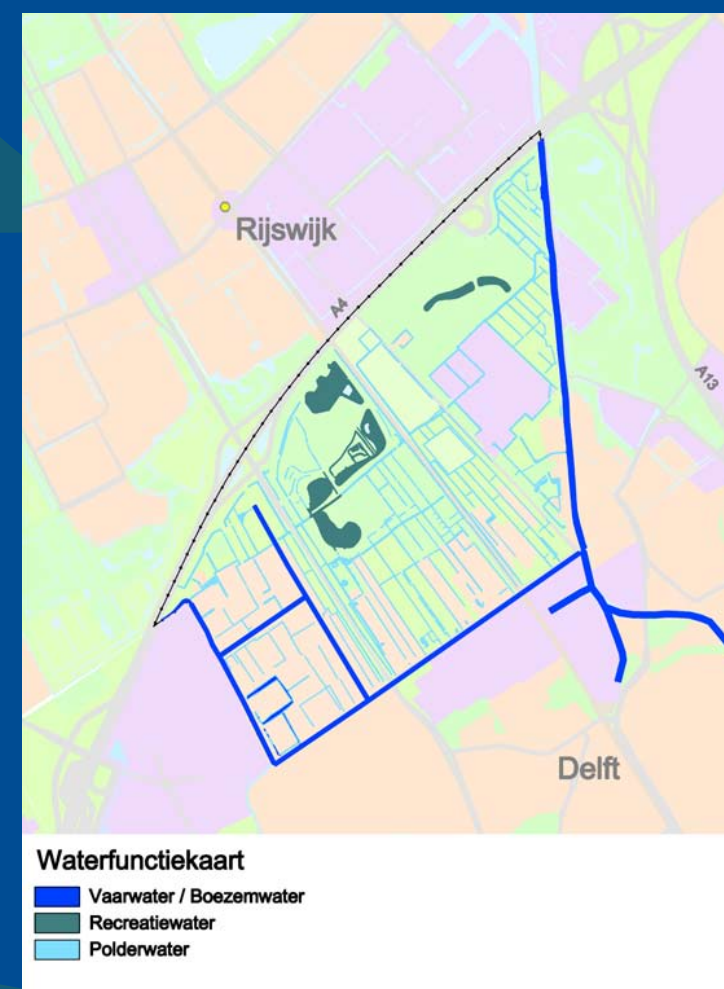 Rijswijk
A4
A13
Delft
Waterfunctiekaart
Vaarwater / Boezemwater
Recreatiewater
Polderwater